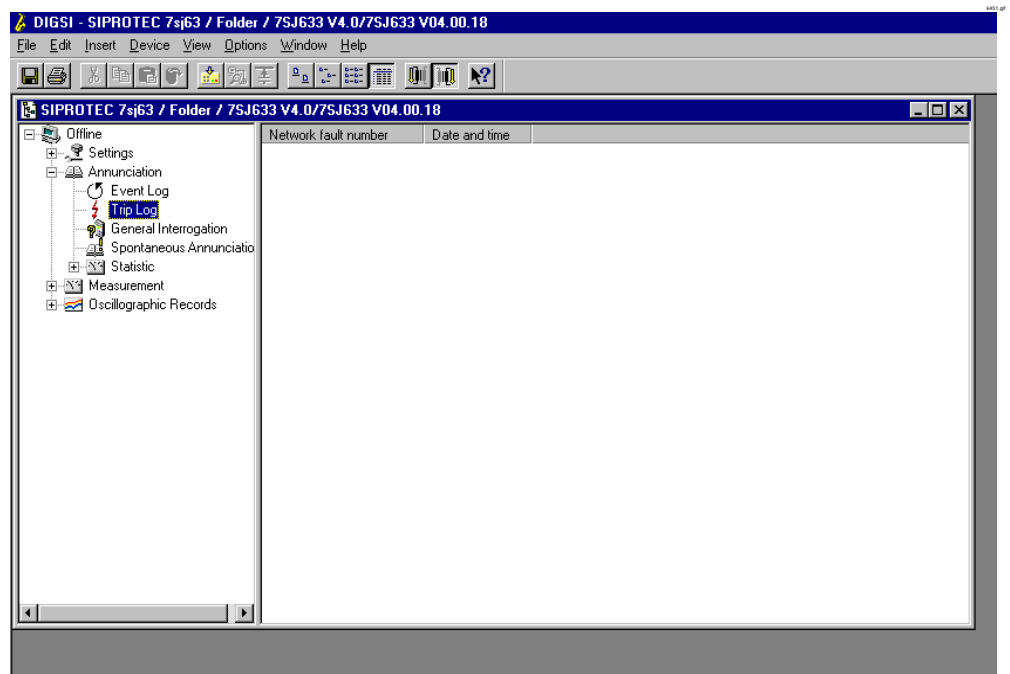 k451.gif
DIGSI - SIPROTEC 7sj63 / Folder / 7SJ633 V4.0/7SJ633 V04.00.18
File Edit Insert Device View Options Window Help
SIPROTEC 7sj63 / Folder / 7SJ633 V4.0/7SJ633 V04.00.18
Offline
Settings
Annunciation
Event Log
Trip Log
General Interrogation
Spontaneous Annunciatio
Statistic
Measurement
Oscillographic Records
Network fault number Date and time